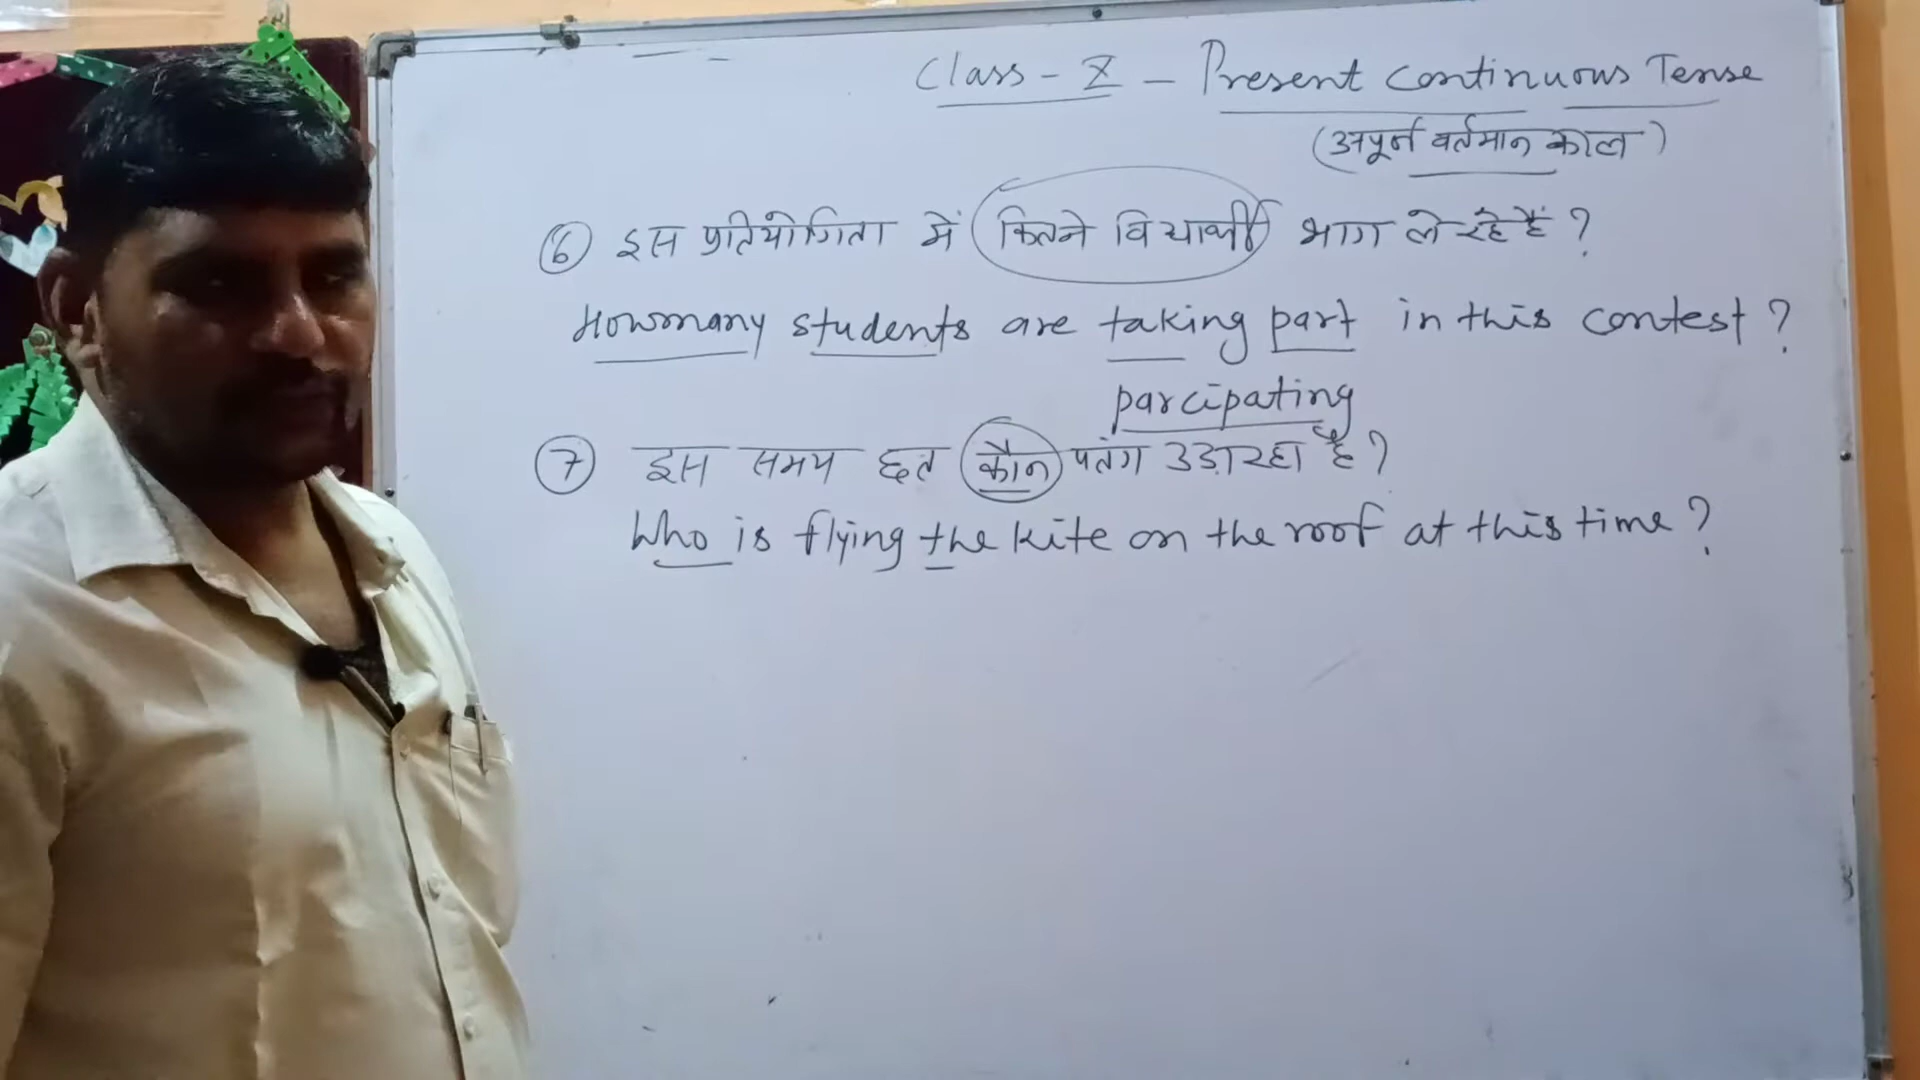 Class - X - Present Continuous Tense
(अपूर्न वर्तमान काल)
⑥ इस प्रतियोगिता में कितने विद्यार्थी भाग ले रहे हैं ?
Howmany students are taking part in this contest ?
parcipating
⑦ इस समय छत कौन पतंग उड़ा रहा है ?
Who is flying the kite on the roof at this time ?